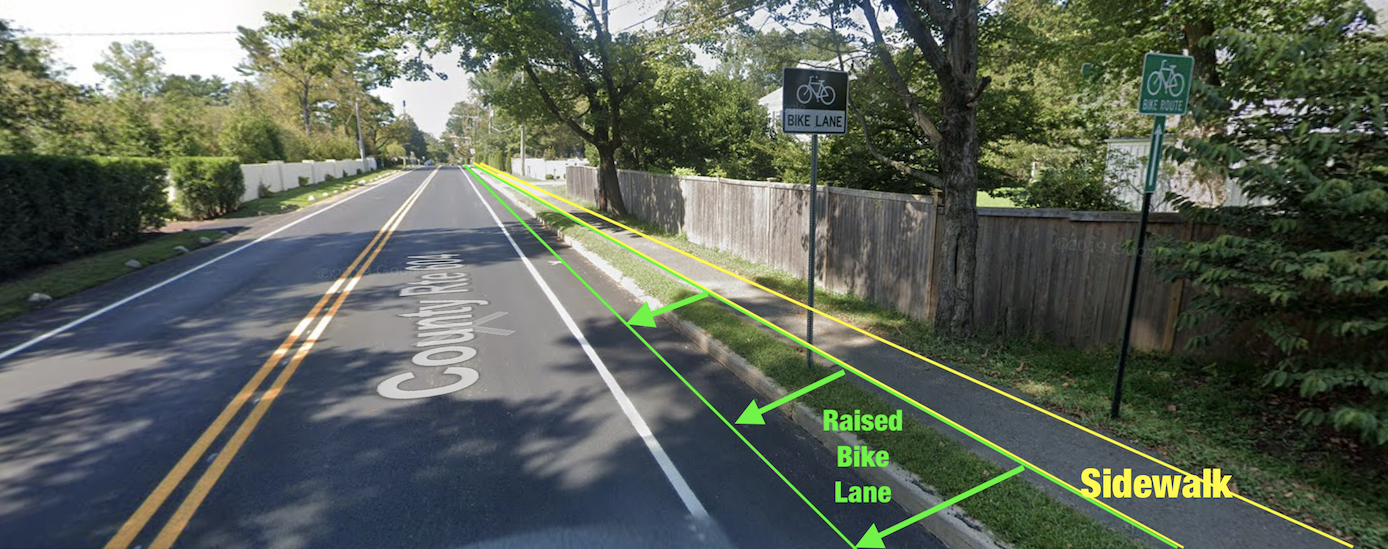 BIKE LANE
BIKE ROUTE
County Rte 604
Raised
Bike
Lane
Sidewalk